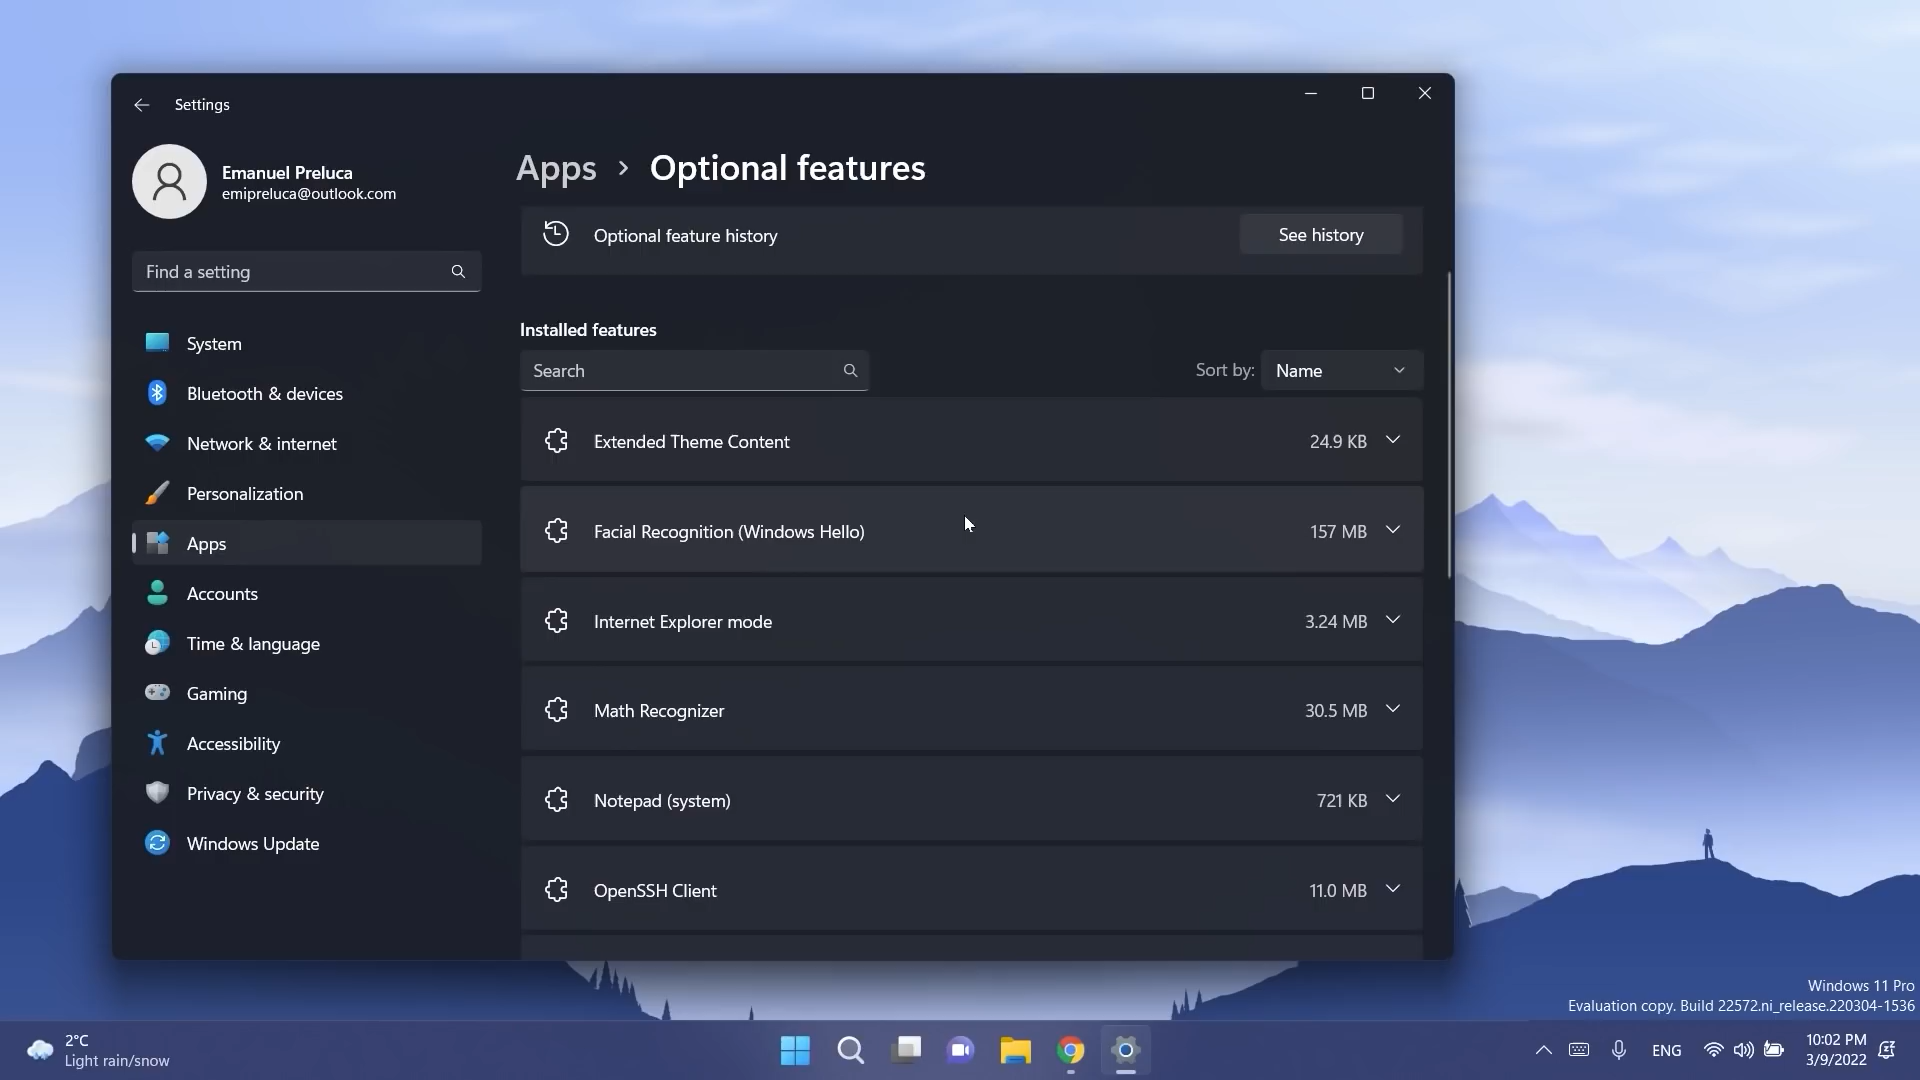 Settings
Emanuel Preluca
emipreluca@outlook.com
Find a setting
System
Bluetooth & devices
Network & internet
Personalization
Apps
Accounts
Time & language
Gaming
Accessibility
Privacy & security
Windows Update
Apps > Optional features
Optional feature history See history
Installed features
Search Sort by: Name
Extended Theme Content 24.9 KB
Facial Recognition (Windows Hello) 157 MB
Internet Explorer mode 3.24 MB
Math Recognizer 30.5 MB
Notepad (system) 721 KB
OpenSSH Client 11.0 MB
Windows 11 Pro
Evaluation copy. Build 22572.ni_release.220304-1536
2°C
Light rain/snow
ENG
10:02 PM
3/9/2022